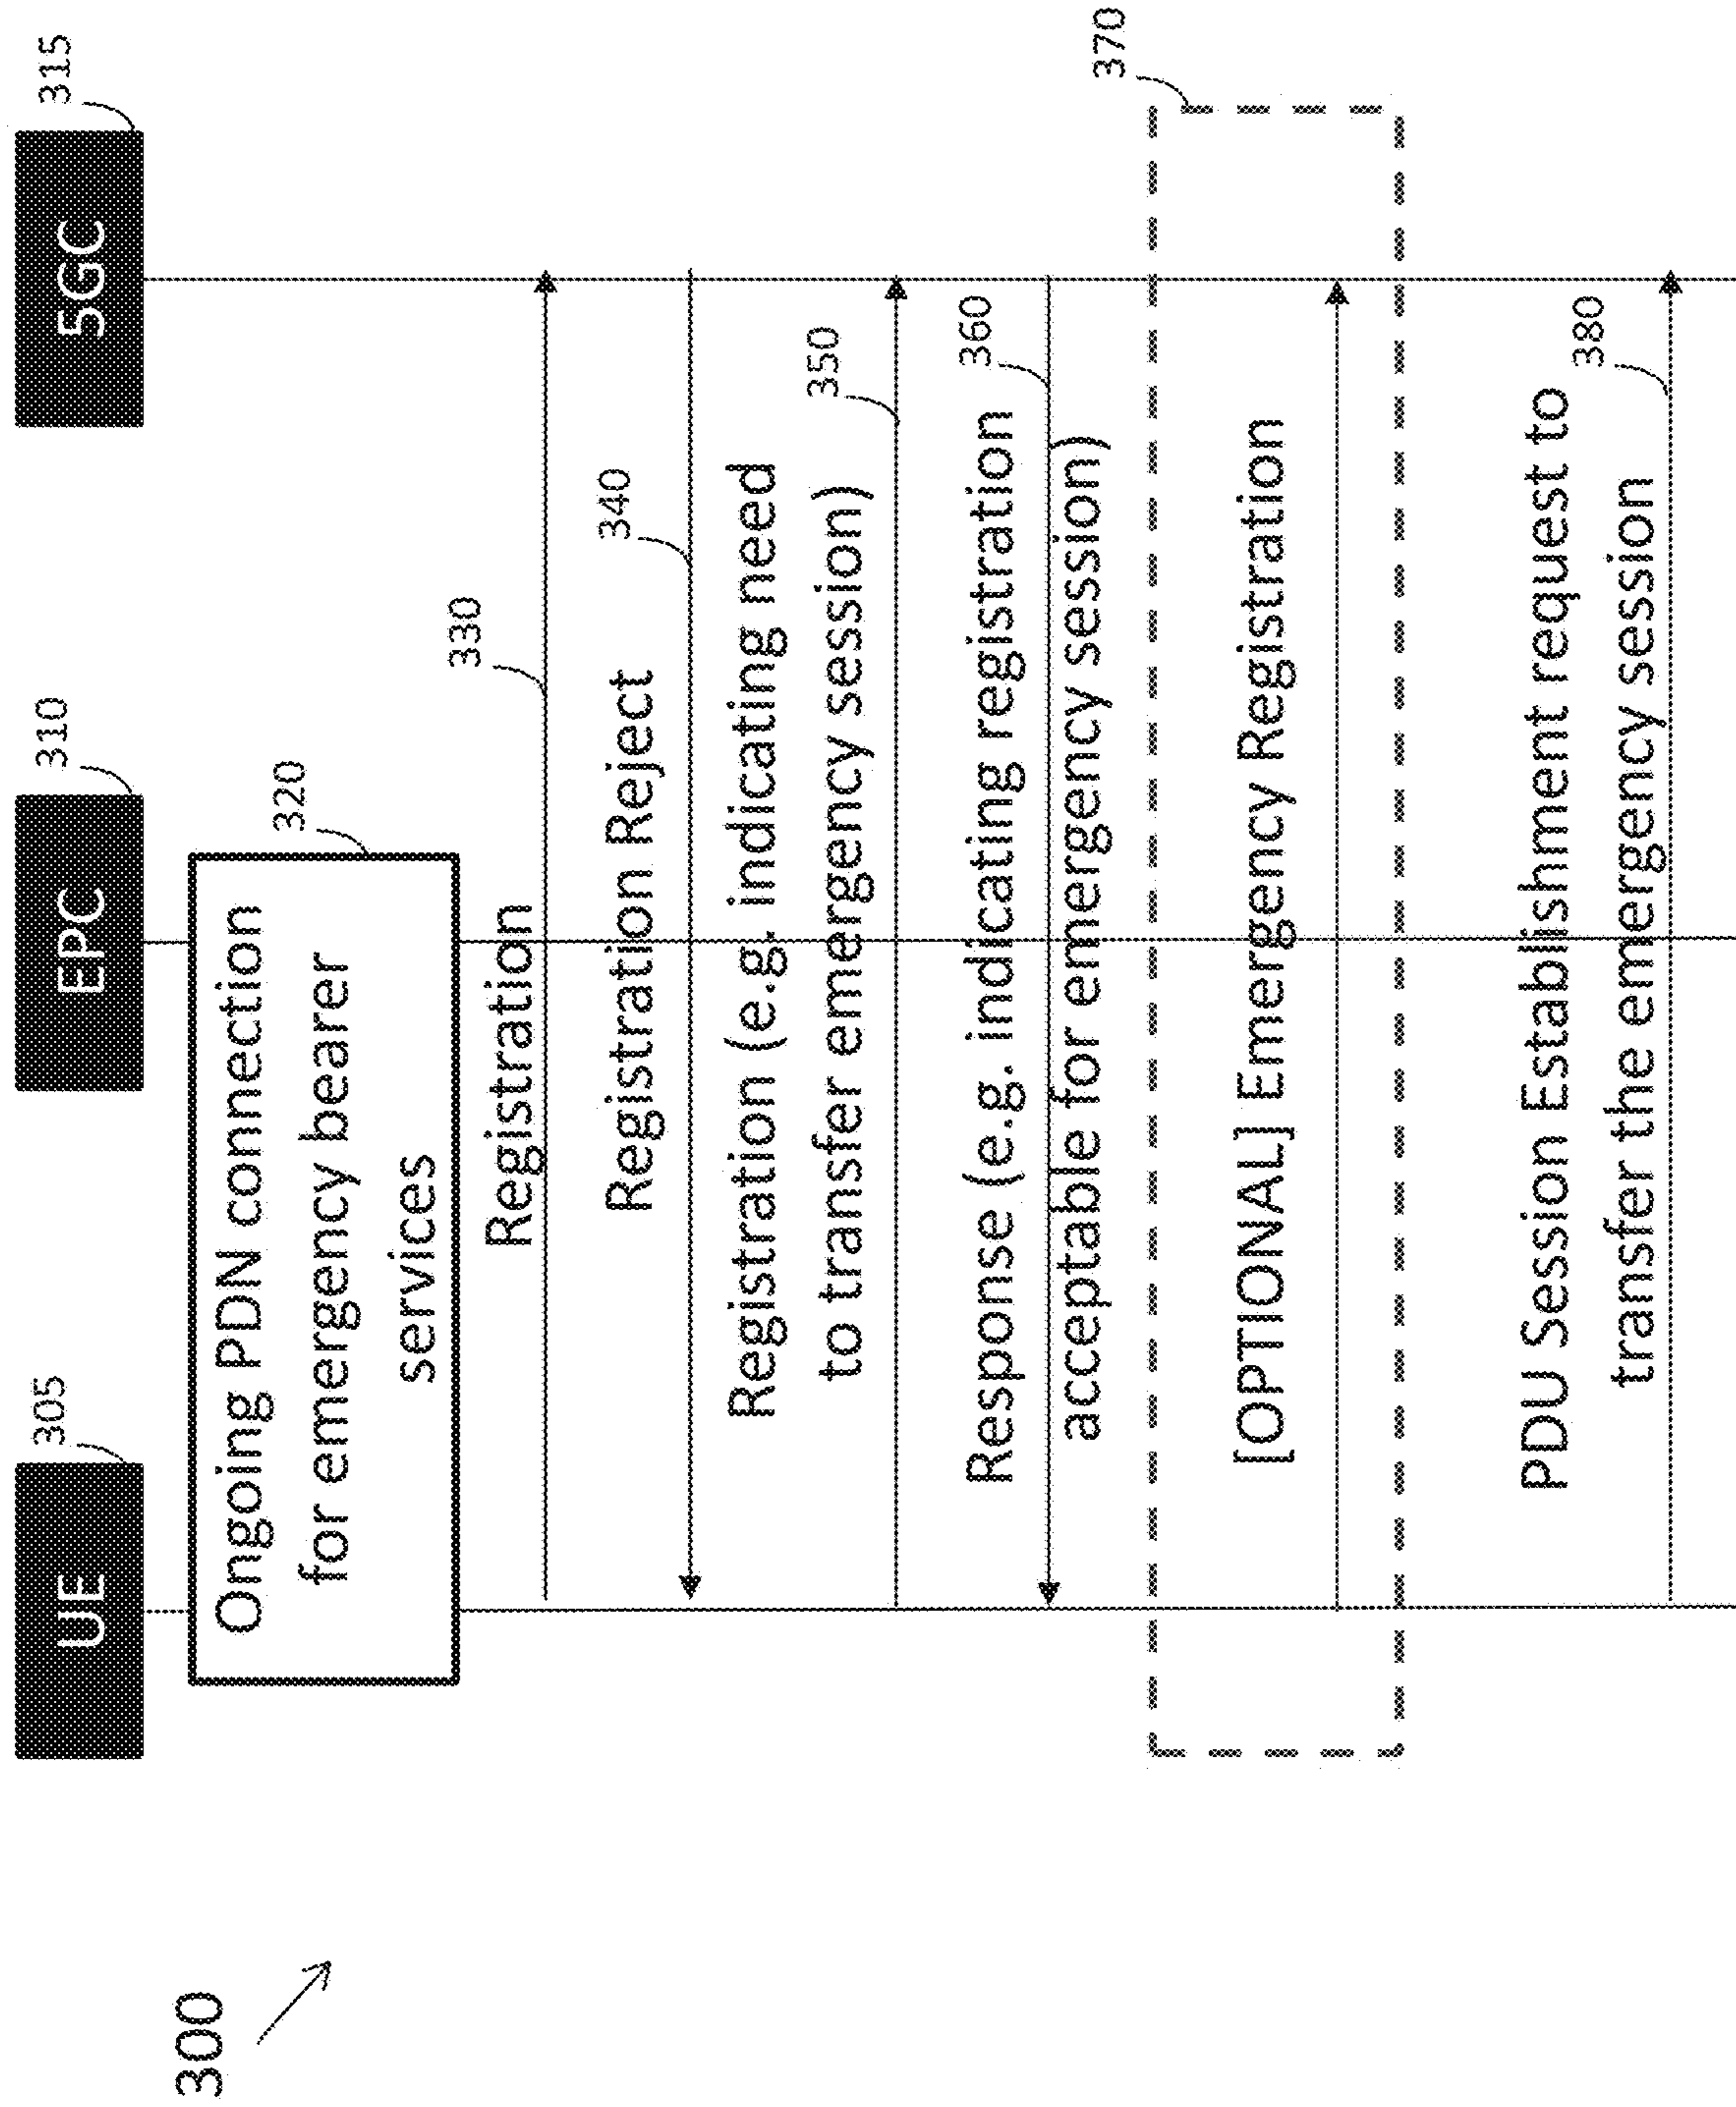 300
UE
305
EPC
310
5GC
315
Ongoing PDN connection
for emergency bearer
services
320
Registration
330
Registration Reject
340
Registration (e.g. indicating need
to transfer emergency session)
350
Response (e.g. indicating registration
acceptable for emergency session)
360
370
[OPTIONAL] Emergency Registration
PDU Session Establishment request to
transfer the emergency session
380